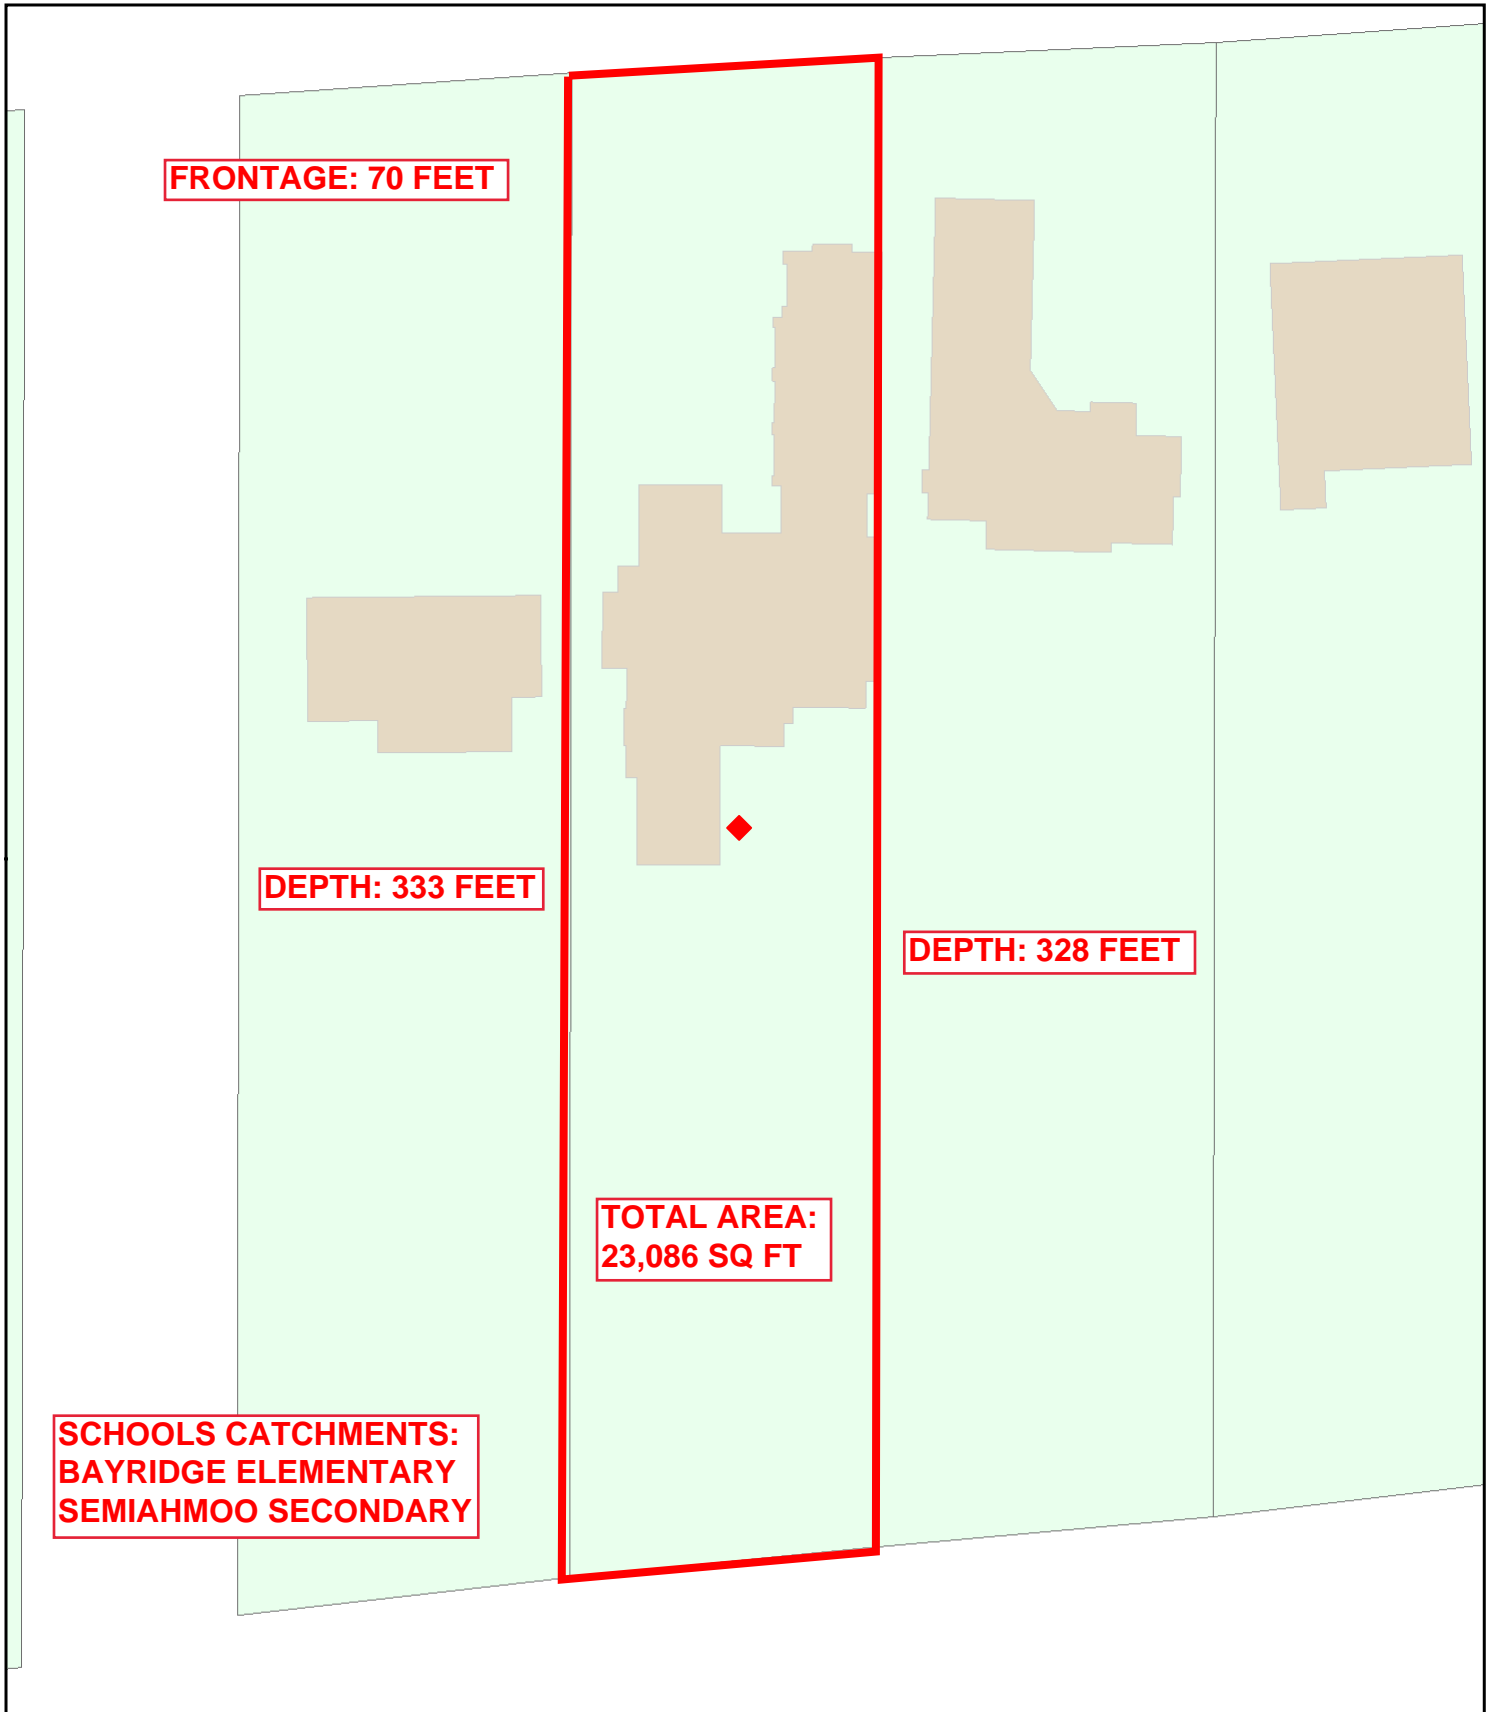 FRONTAGE: 70 FEET
DEPTH: 333 FEET
DEPTH: 328 FEET
TOTAL AREA:
23,086 SQ FT
SCHOOLS CATCHMENTS:
BAYRIDGE ELEMENTARY
SEMIAHMOO SECONDARY